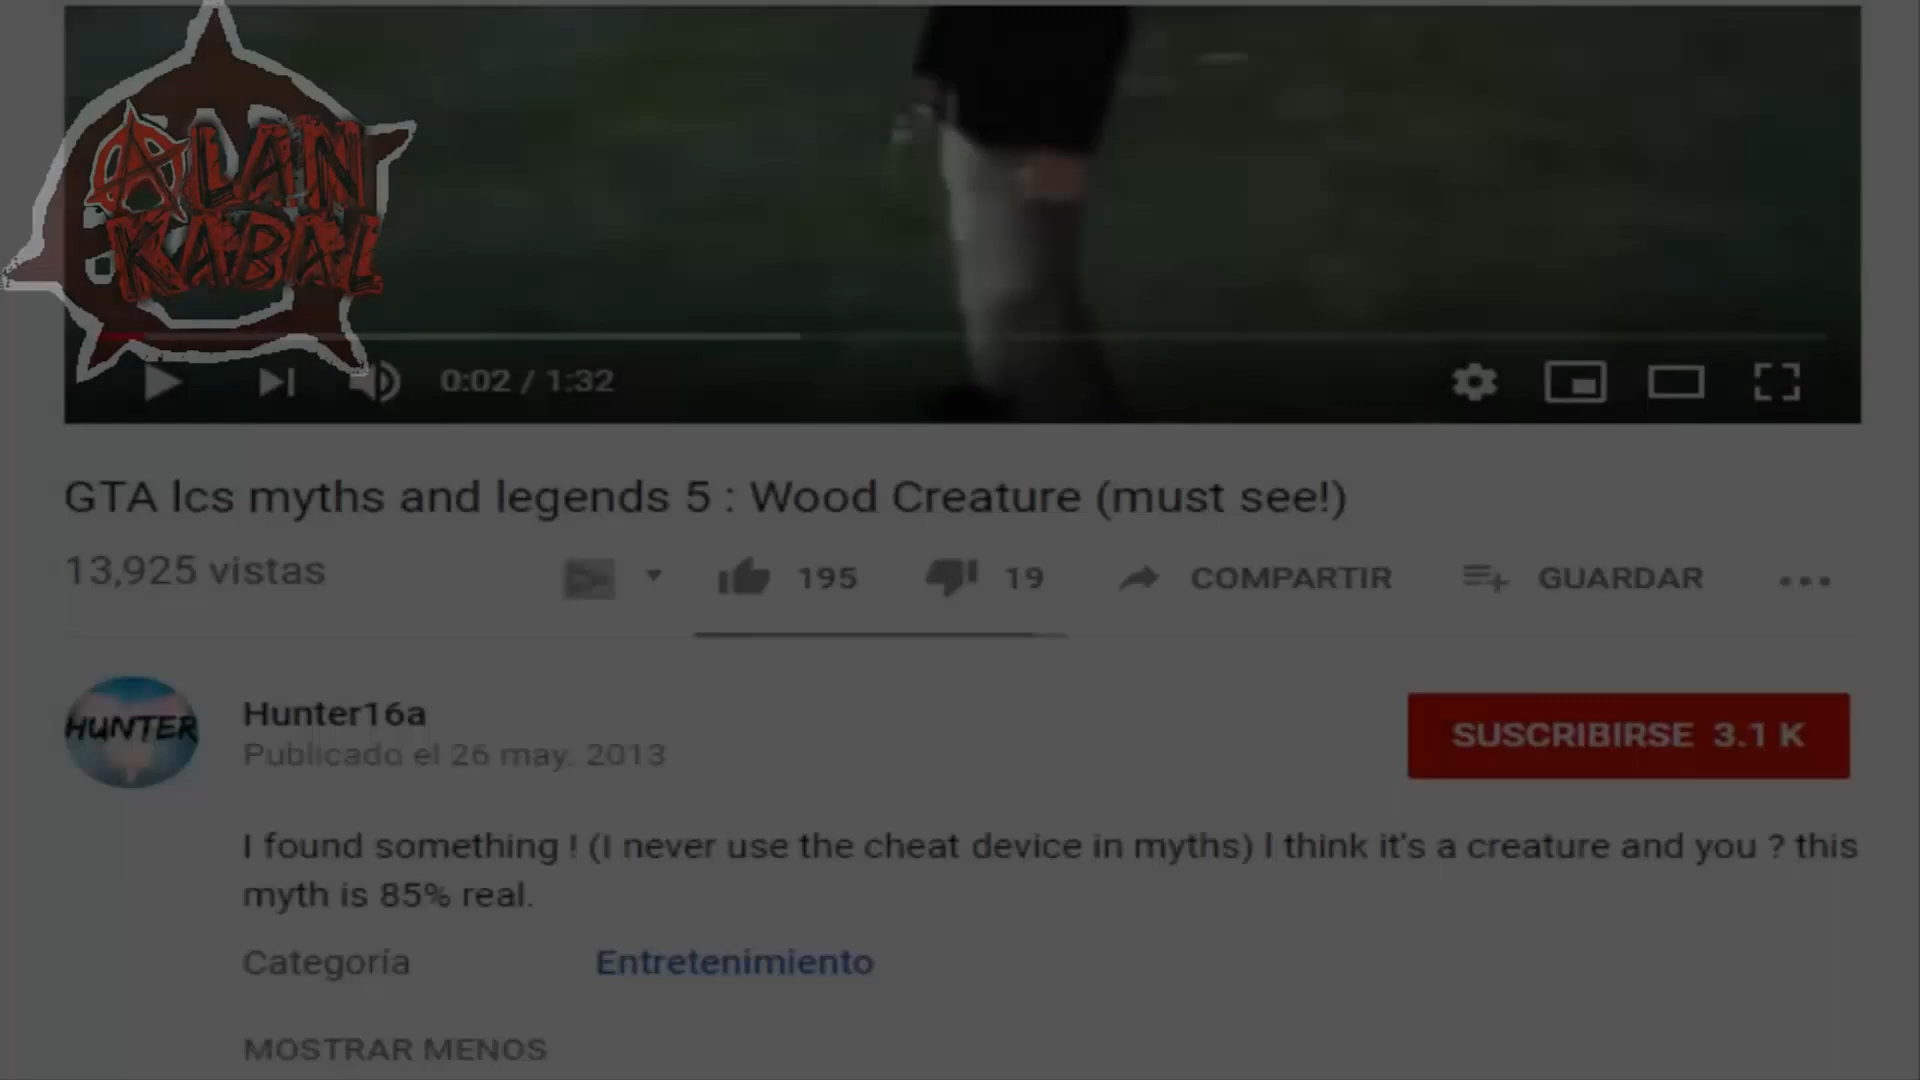 ALAN
KABAL
0:02 / 1:32
GTA lcs myths and legends 5 : Wood Creature (must see!)
13,925 vistas
195
19
COMPARTIR
GUARDAR
HUNTER
Hunter16a
Publicado el 26 may. 2013
SUSCRIBIRSE 3.1 K
I found something ! (I never use the cheat device in myths) I think it's a creature and you ? this
myth is 85% real.
Categoría
Entretenimiento
MOSTRAR MENOS